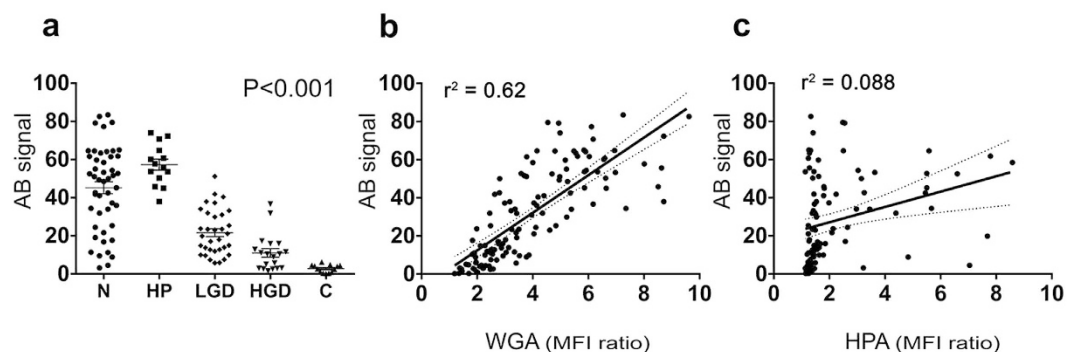 a
P<0.001
AB signal
100
80
60
40
20
0
N HP LGD HGD C
b
r² = 0.62
AB signal
100
80
60
40
20
0
0 2 4 6 8 10
WGA (MFI ratio)
c
r² = 0.088
AB signal
100
80
60
40
20
0
0 2 4 6 8 10
HPA (MFI ratio)